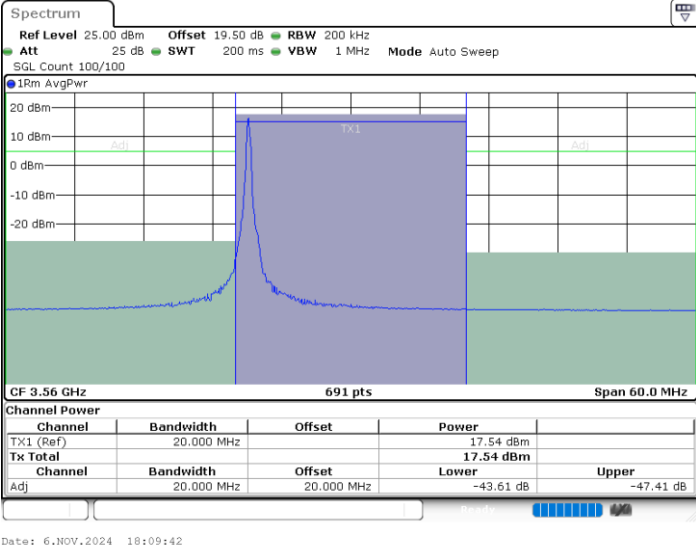 Spectrum
Ref Level 25.00 dBm Offset 19.50 dB RBW 200 kHz
Att 25 dB SWT 200 ms VBW 1 MHz Mode Auto Sweep
SGL Count 100/100
1Rm AvgPwr
20 dBm
TX1
10 dBm
Adj Adj
0 dBm
-10 dBm
-20 dBm
CF 3.56 GHz 691 pts Span 60.0 MHz
Channel Power
Channel Bandwidth Offset Power
TX1 (Ref) 20.000 MHz 17.54 dBm
Tx Total 17.54 dBm
Channel Bandwidth Offset Lower Upper
Adj 20.000 MHz 20.000 MHz -43.61 dB -47.41 dB
Ready
Date: 6.NOV.2024 18:09:42